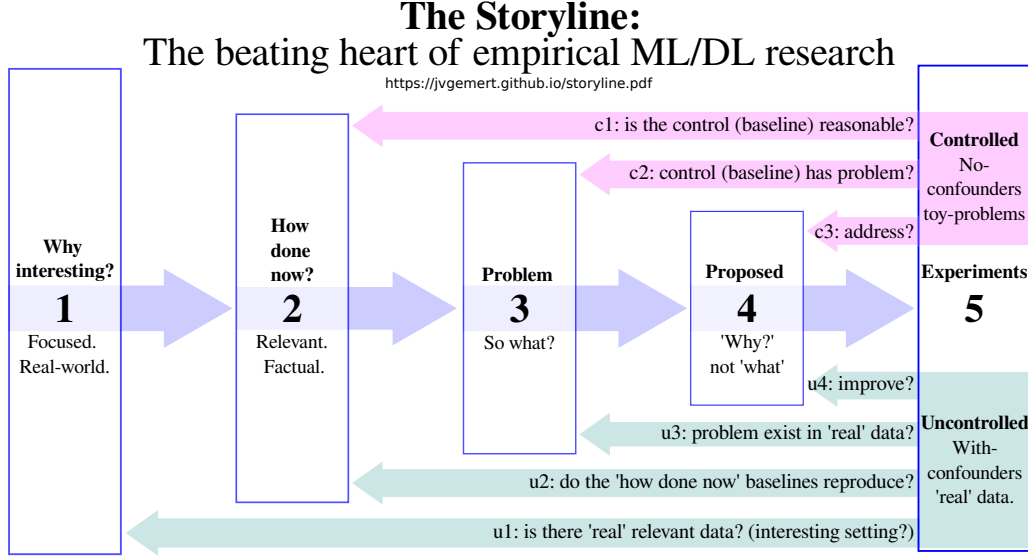 The Storyline:
The beating heart of empirical ML/DL research
https://jvgemert.github.io/storyline.pdf
Why
interesting?
1
Focused.
Real-world.
How
done
now?
2
Relevant.
Factual.
Problem
3
So what?
Proposed
4
'Why?'
not 'what'
Experiments
5
Controlled
No-
confounders
toy-problems
c1: is the control (baseline) reasonable?
c2: control (baseline) has problem?
c3: address?
Uncontrolled
With-
confounders
'real' data.
u4: improve?
u3: problem exist in 'real' data?
u2: do the 'how done now' baselines reproduce?
u1: is there 'real' relevant data? (interesting setting?)